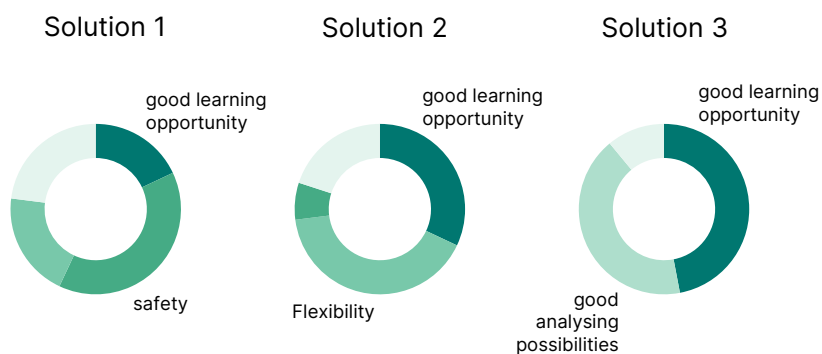 Solution 1
good learning
opportunity
safety
Solution 2
good learning
opportunity
Flexibility
Solution 3
good learning
opportunity
good
analysing
possibilities